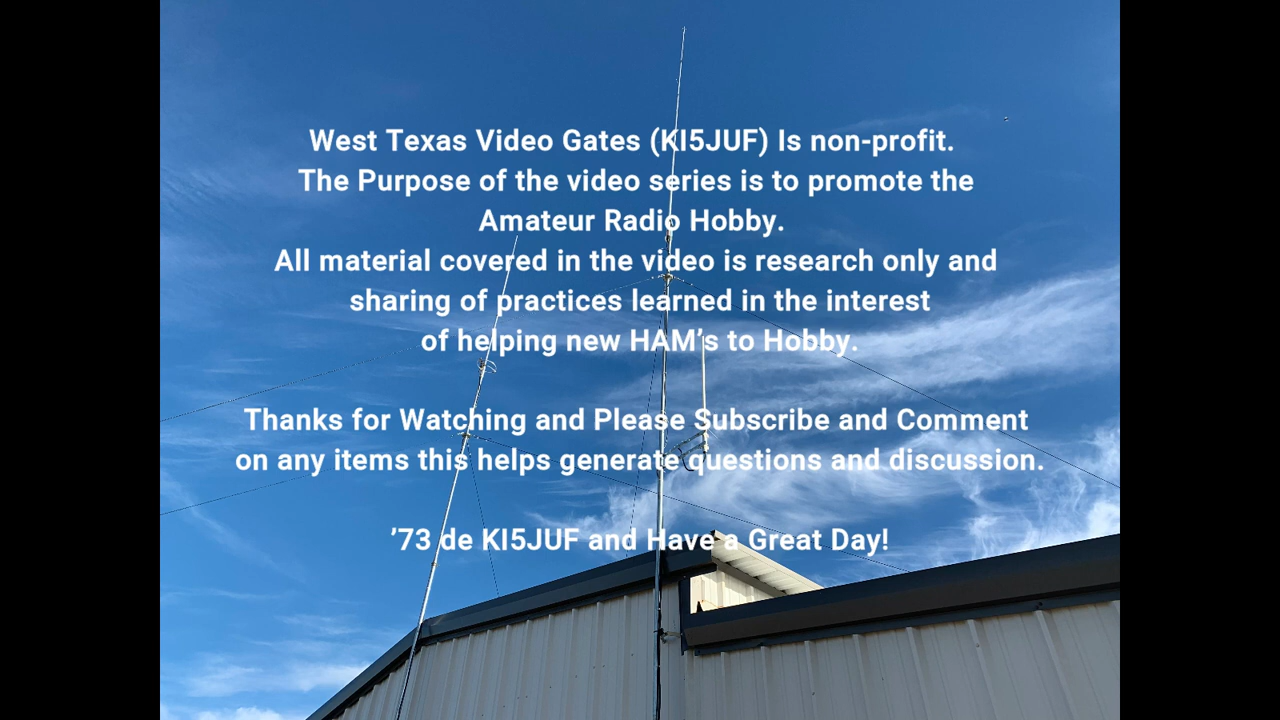 West Texas Video Gates (KI5JUF) Is non-profit.
The Purpose of the video series is to promote the
Amateur Radio Hobby.
All material covered in the video is research only and
sharing of practices learned in the interest
of helping new HAM's to Hobby.
Thanks for Watching and Please Subscribe and Comment
on any items this helps generate questions and discussion.
'73 de KI5JUF and Have a Great Day!